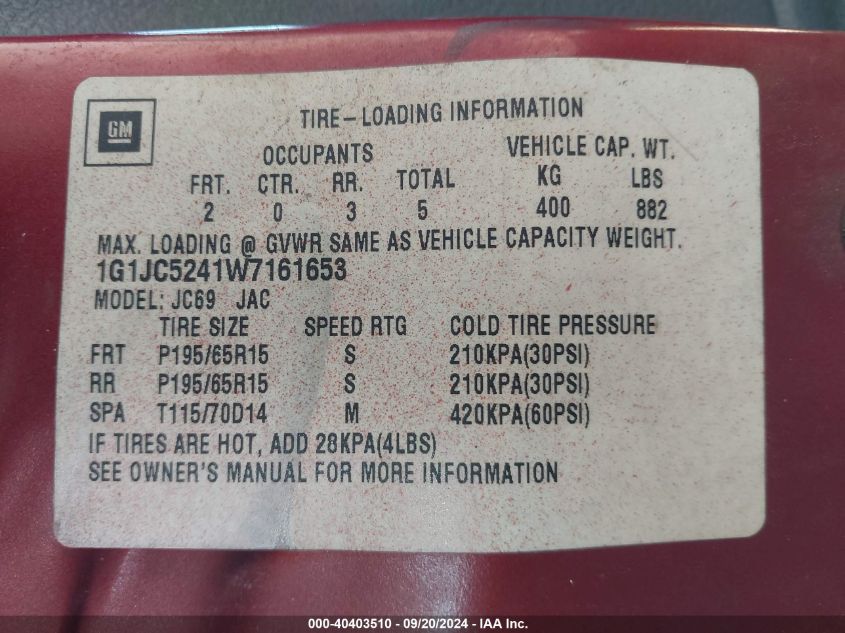 GM
TIRE-LOADING INFORMATION
OCCUPANTS VEHICLE CAP. WT.
FRT. CTR. RR. TOTAL KG LBS
2 0 3 5 400 882
MAX. LOADING @ GVWR SAME AS VEHICLE CAPACITY WEIGHT.
1G1JC5241W7161653
MODEL: JC69 JAC
TIRE SIZE SPEED RTG COLD TIRE PRESSURE
FRT P195/65R15 S 210KPA(30PSI)
RR P195/65R15 S 210KPA(30PSI)
SPA T115/70D14 M 420KPA(60PSI)
IF TIRES ARE HOT, ADD 28KPA(4LBS)
SEE OWNER'S MANUAL FOR MORE INFORMATION
000-40403510 - 09/20/2024 - IAA Inc.